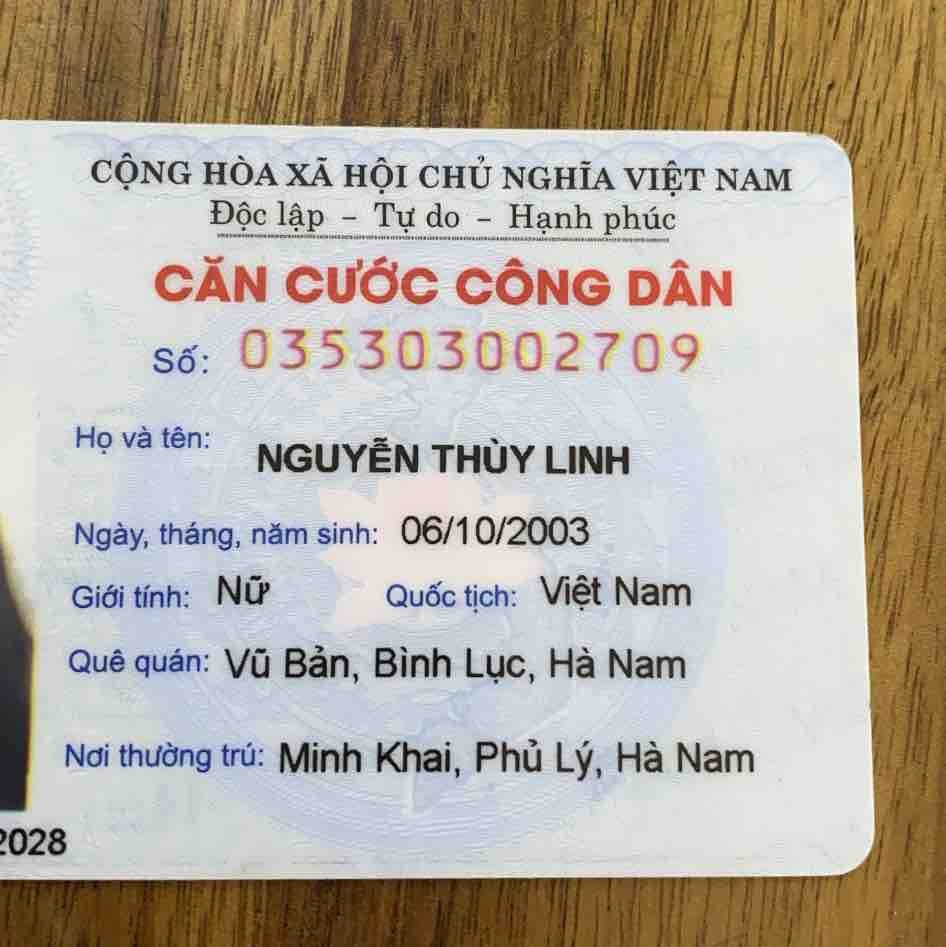 CỘNG HÒA XÃ HỘI CHỦ NGHĨA VIỆT NAM
Độc lập - Tự do - Hạnh phúc
CĂN CƯỚC CÔNG DÂN
Số: 035303002709
Họ và tên: NGUYỄN THÙY LINH
Ngày, tháng, năm sinh: 06/10/2003
Giới tính: Nữ Quốc tịch: Việt Nam
Quê quán: Vũ Bản, Bình Lục, Hà Nam
Nơi thường trú: Minh Khai, Phủ Lý, Hà Nam
2028